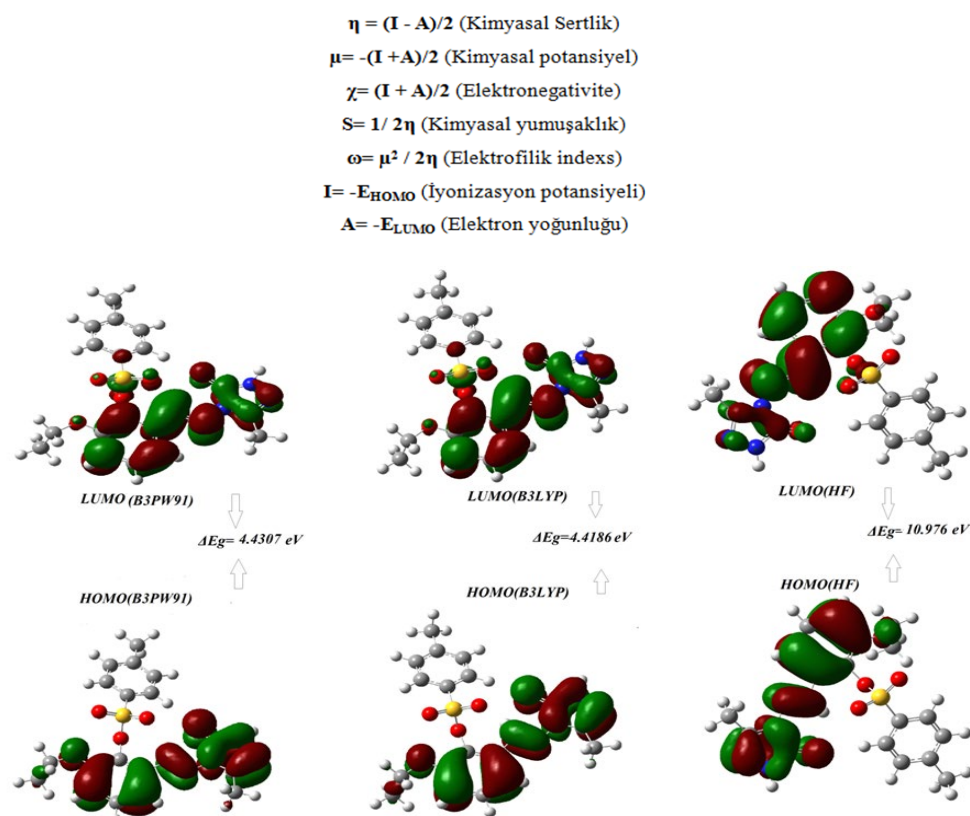 η = (I - A)/2 (Kimyasal Sertlik)
μ= -(I +A)/2 (Kimyasal potansiyel)
χ= (I + A)/2 (Elektronegativite)
S= 1/ 2η (Kimyasal yumuşaklık)
ω= μ² / 2η (Elektrofilik indexs)
I= -E_HOMO (İyonizasyon potansiyeli)
A= -E_LUMO (Elektron yoğunluğu)
LUMO (B3PW91) LUMO(B3LYP) LUMO(HF)
ΔEg= 4.4307 eV ΔEg=4.4186 eV ΔEg= 10.976 eV
HOMO(B3PW91) HOMO(B3LYP) HOMO(HF)